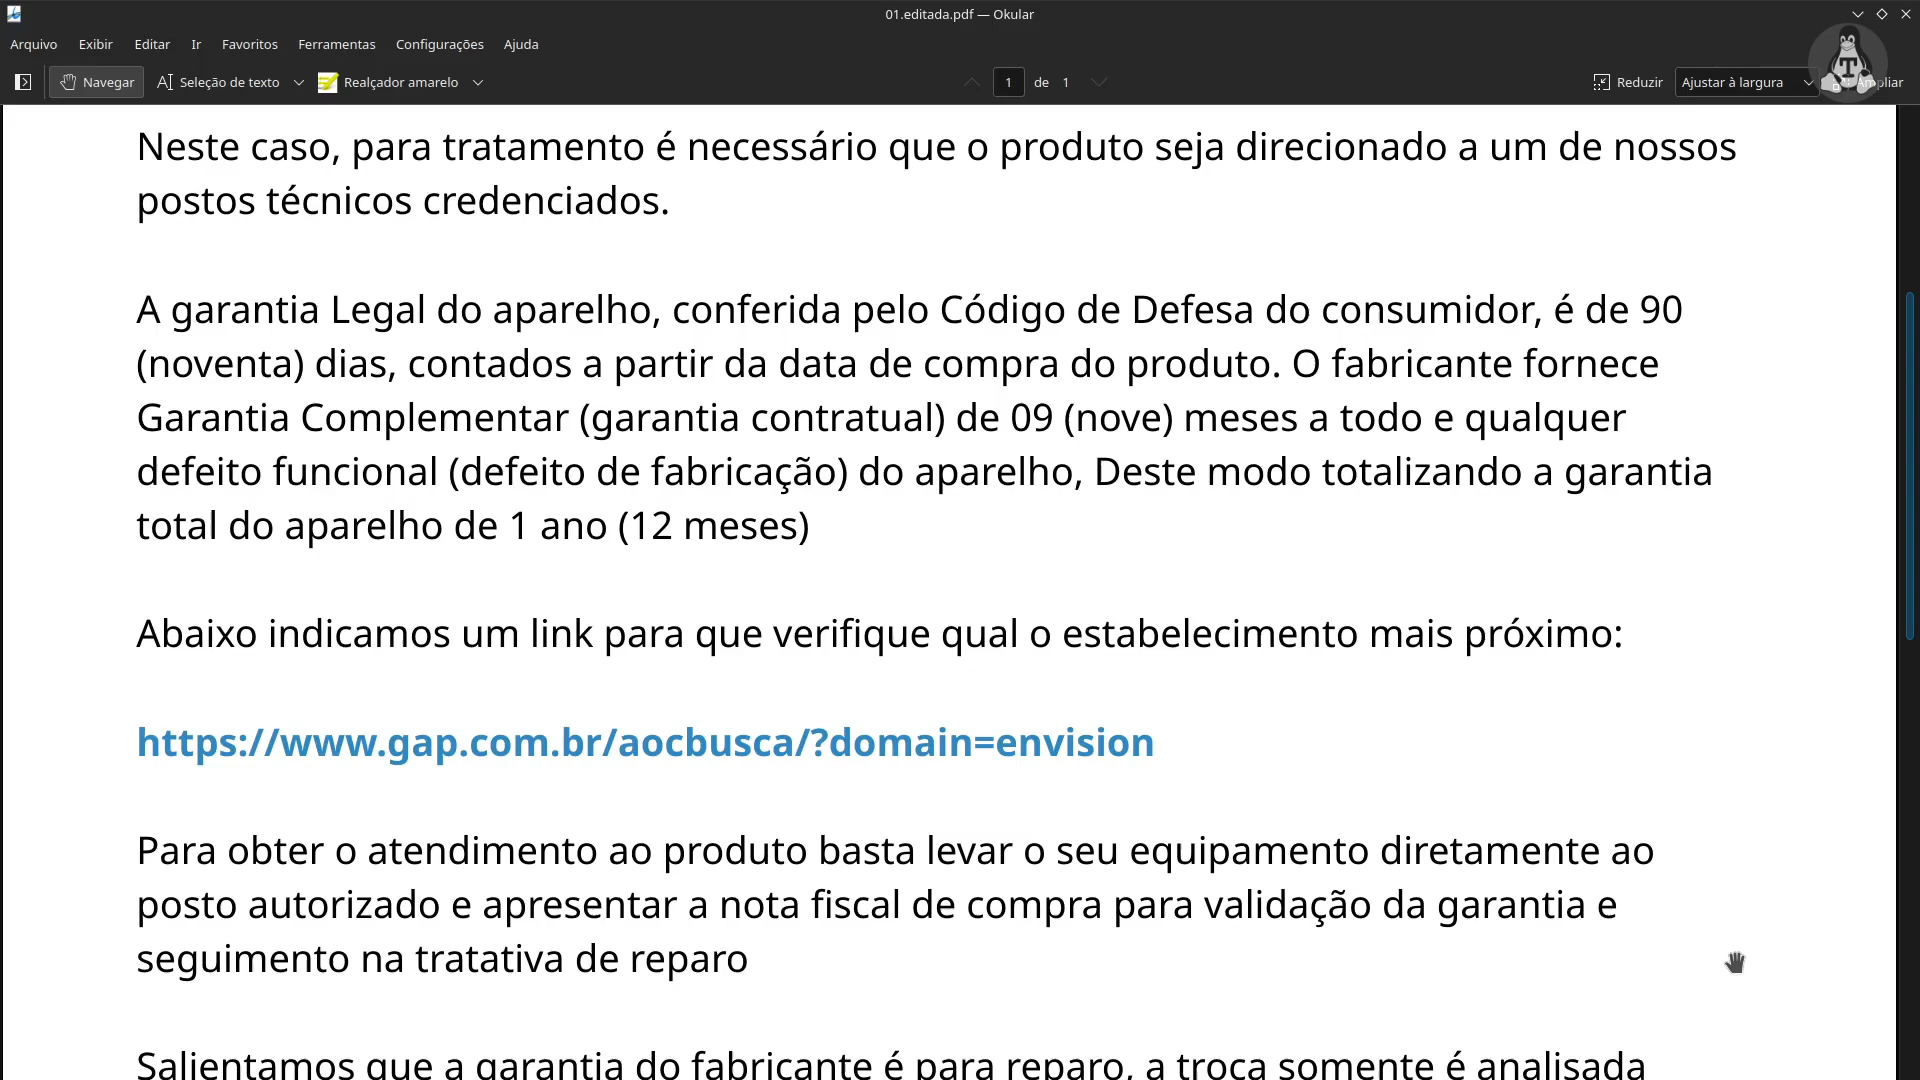 01.editada.pdf — Okular
Arquivo Exibir Editar Ir Favoritos Ferramentas Configurações Ajuda
Navegar Seleção de texto Realçador amarelo 1 de 1 Reduzir Ajustar à largura Ampliar
Neste caso, para tratamento é necessário que o produto seja direcionado a um de nossos
postos técnicos credenciados.
A garantia Legal do aparelho, conferida pelo Código de Defesa do consumidor, é de 90
(noventa) dias, contados a partir da data de compra do produto. O fabricante fornece
Garantia Complementar (garantia contratual) de 09 (nove) meses a todo e qualquer
defeito funcional (defeito de fabricação) do aparelho, Deste modo totalizando a garantia
total do aparelho de 1 ano (12 meses)
Abaixo indicamos um link para que verifique qual o estabelecimento mais próximo:
https://www.gap.com.br/aocbusca/?domain=envision
Para obter o atendimento ao produto basta levar o seu equipamento diretamente ao
posto autorizado e apresentar a nota fiscal de compra para validação da garantia e
seguimento na tratativa de reparo
Salientamos que a garantia do fabricante é para reparo, a troca somente é analisada